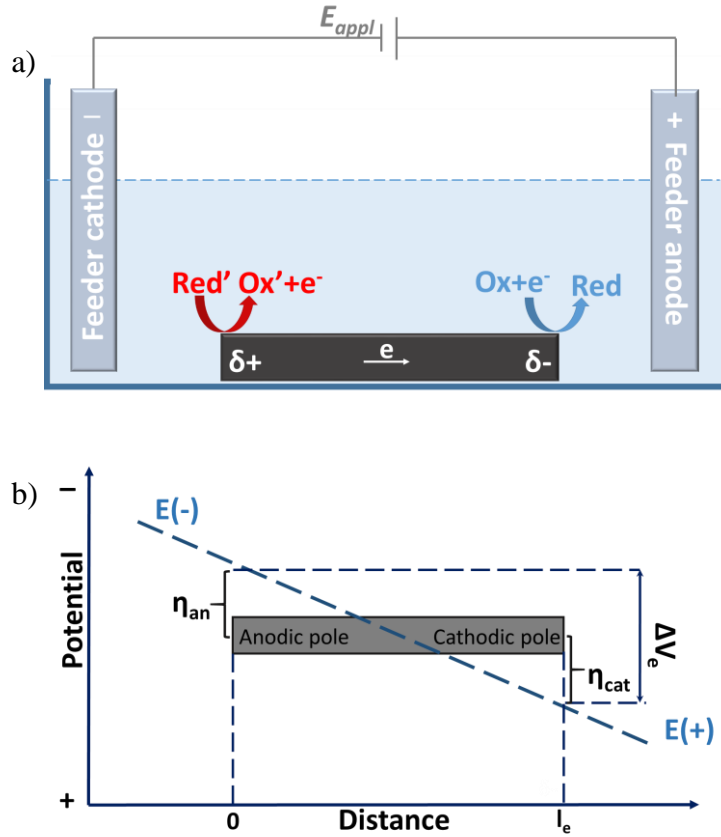 a)
E_appl
Feeder cathode –
+ Feeder anode
Red’ Ox’+e⁻
Ox+e⁻ Red
δ+
e
δ-
b)
–
E(-)
η_an
Anodic pole
Cathodic pole
ΔV_e
η_cat
Potential
E(+)
+
0
Distance
l_e